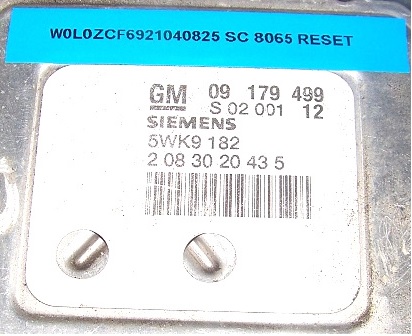 W0L0ZCF6921040825 SC 8065 RESET
GM 09 179 499
S 02 001 12
SIEMENS
5WK9 182
2 08 30 20 43 5